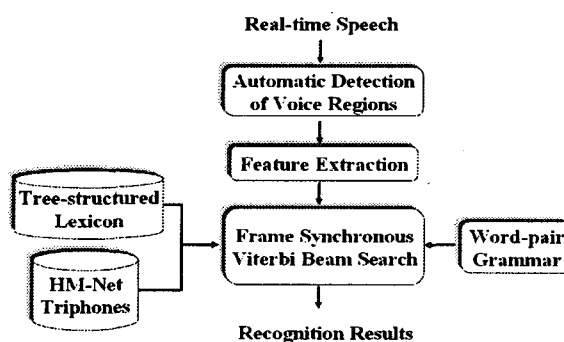 Real-time Speech
Automatic Detection
of Voice Regions
Feature Extraction
Tree-structured
Lexicon
HM-Net
Triphones
Frame Synchronous
Viterbi Beam Search
Word-pair
Grammar
Recognition Results